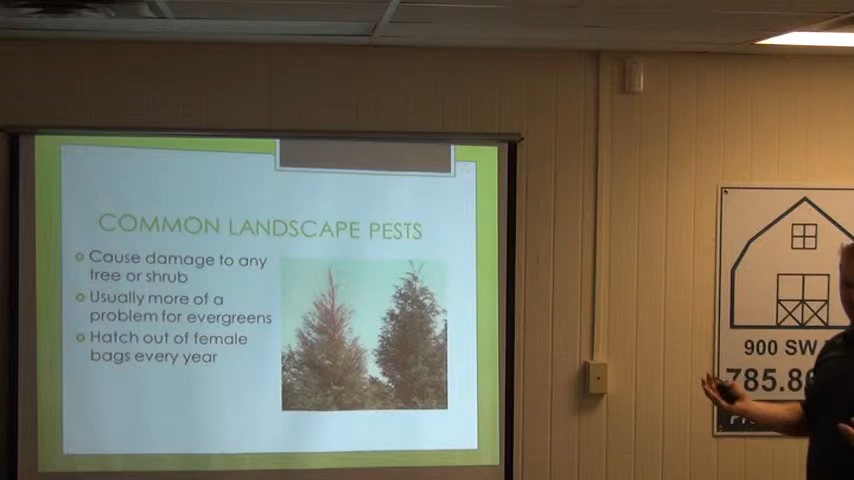 COMMON LANDSCAPE PESTS
Cause damage to any
tree or shrub
Usually more of a
problem for evergreens
Hatch out of female
bags every year
900 SW
785.8